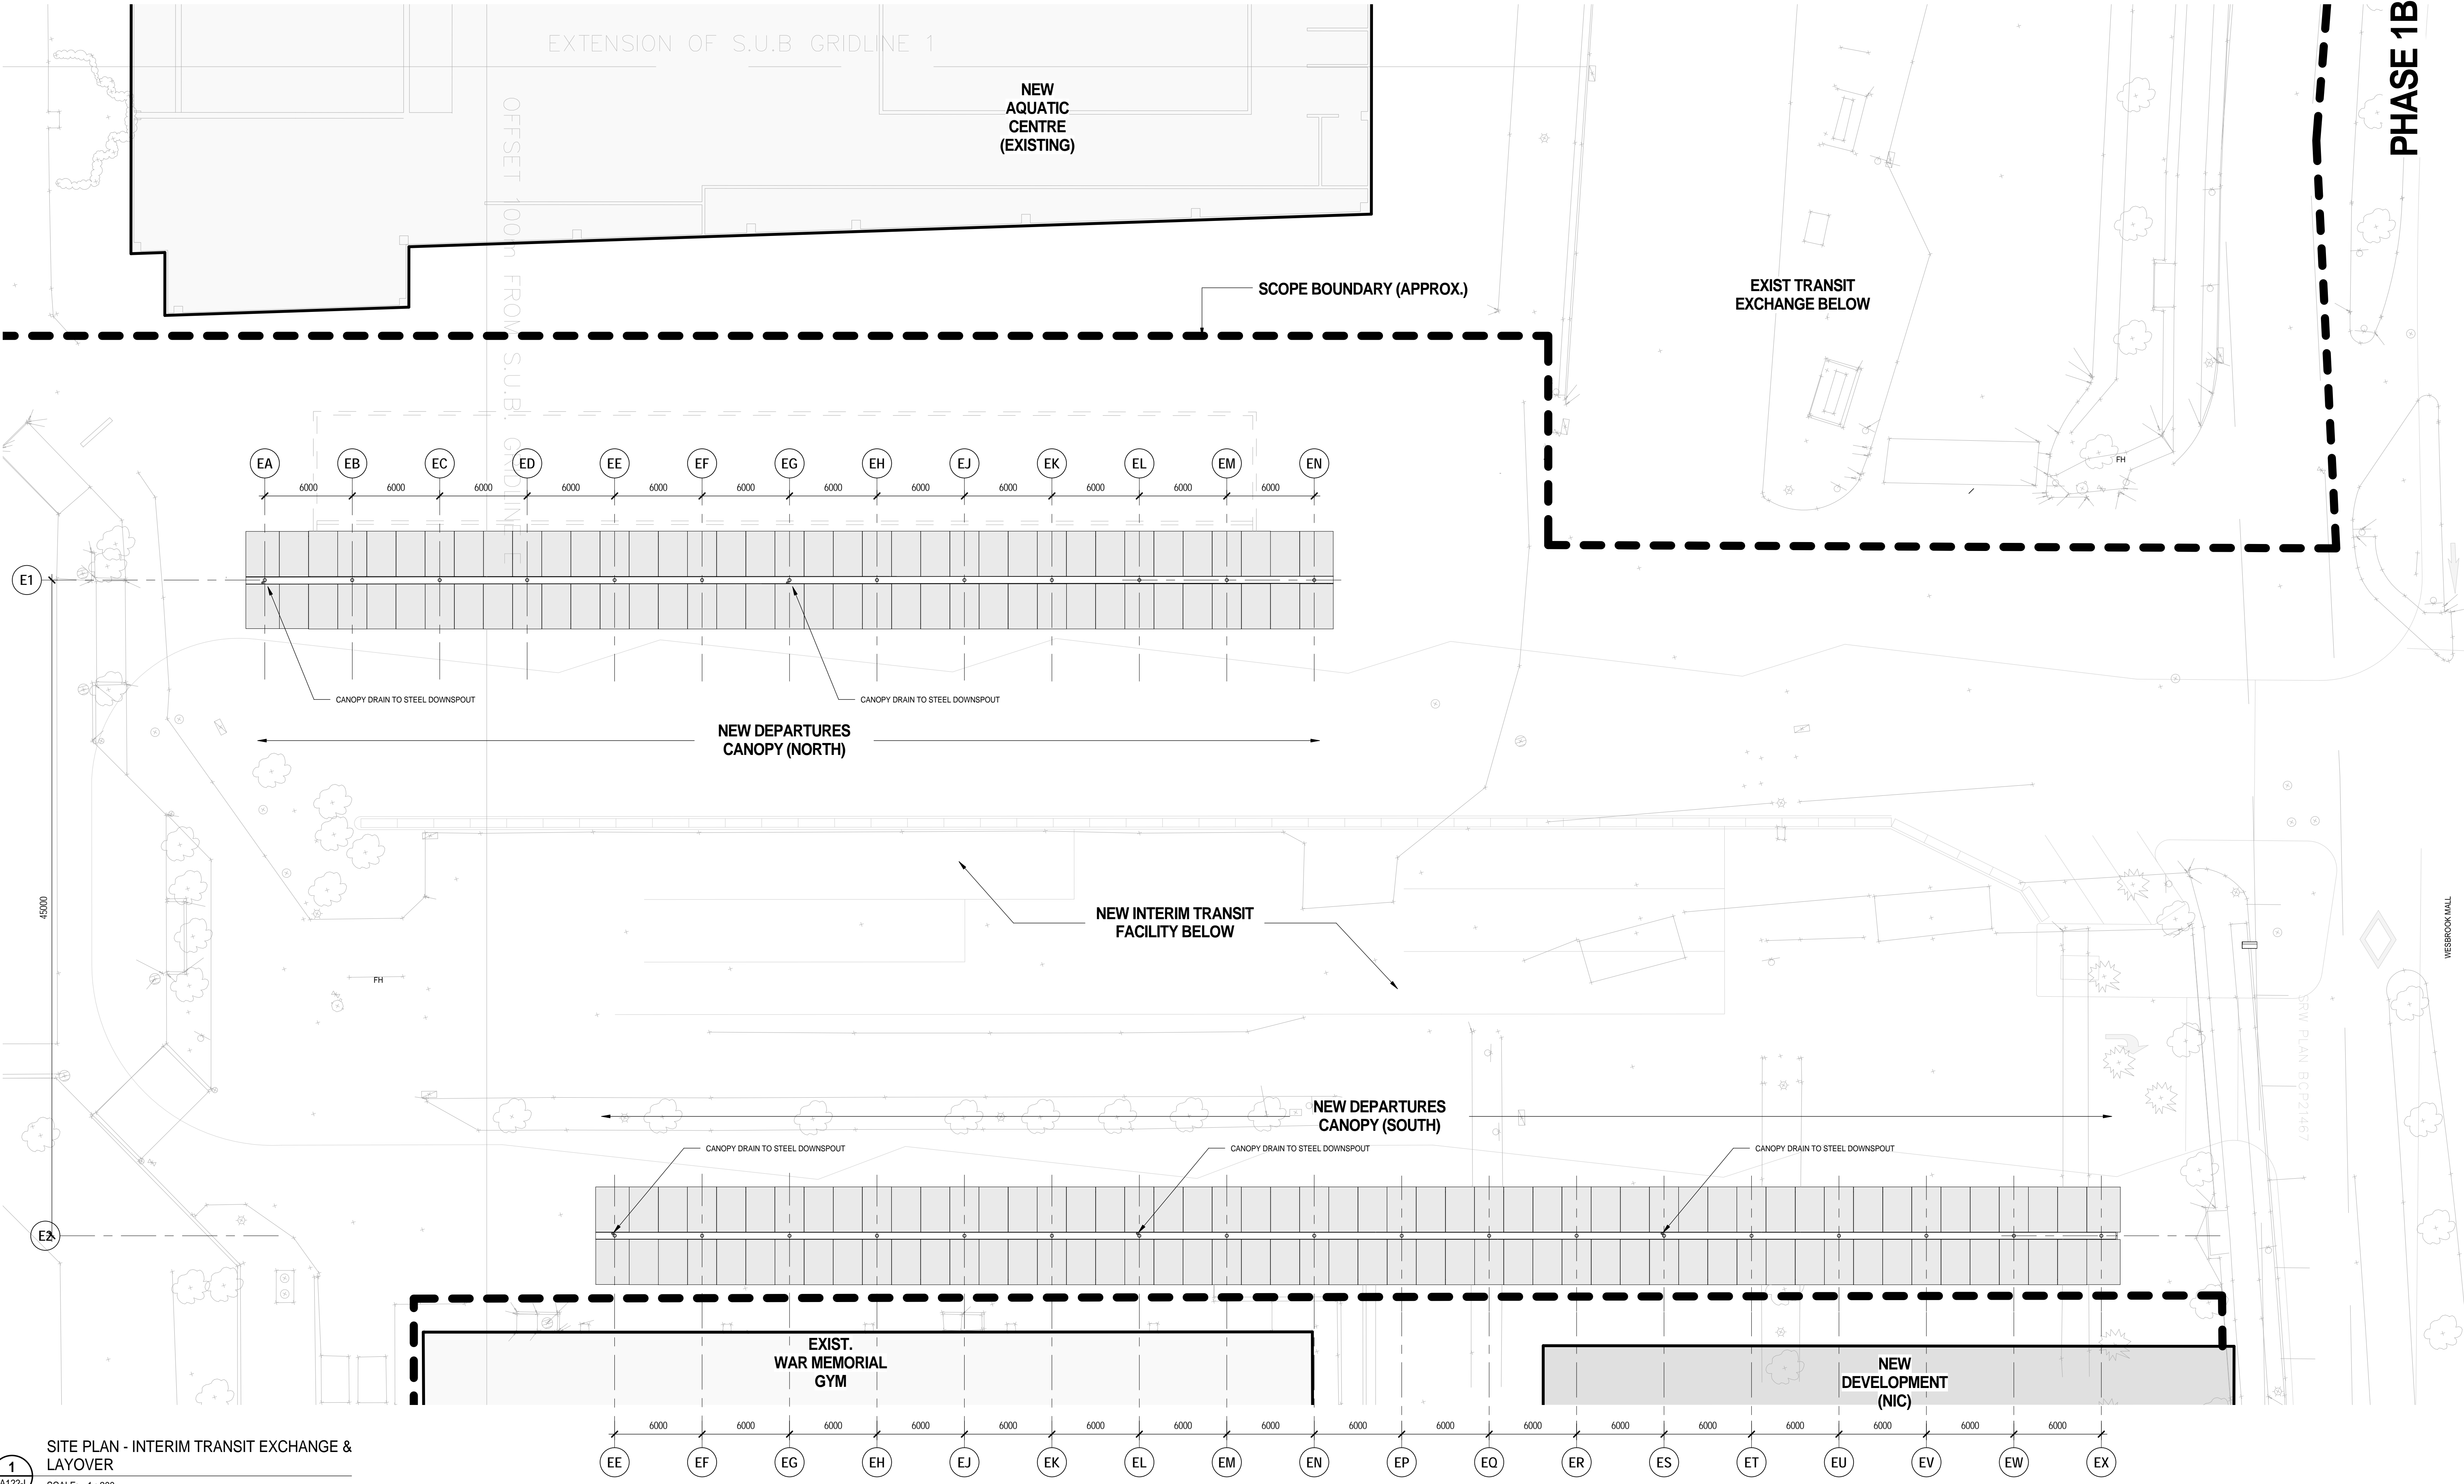 EXTENSION OF S.U.B GRIDLINE 1
PHASE 1B
NEW
AQUATIC
CENTRE
(EXISTING)
SCOPE BOUNDARY (APPROX.)
EXIST TRANSIT
EXCHANGE BELOW
FROM S.U.B. GRIDLINE
EA EB EC ED EE EF EG EH EJ EK EL EM EN
6000 6000 6000 6000 6000 6000 6000 6000 6000 6000 6000 6000
FH
E1
CANOPY DRAIN TO STEEL DOWNSPOUT
CANOPY DRAIN TO STEEL DOWNSPOUT
NEW DEPARTURES
CANOPY (NORTH)
45000
NEW INTERIM TRANSIT
FACILITY BELOW
WESBROOK MALL
FH
SRW PLAN BCP21467
NEW DEPARTURES
CANOPY (SOUTH)
CANOPY DRAIN TO STEEL DOWNSPOUT
CANOPY DRAIN TO STEEL DOWNSPOUT
CANOPY DRAIN TO STEEL DOWNSPOUT
E2
EXIST.
WAR MEMORIAL
GYM
NEW
DEVELOPMENT
(NIC)
6000 6000 6000 6000 6000 6000 6000 6000 6000 6000 6000 6000 6000 6000 6000 6000 6000
EE EF EG EH EJ EK EL EM EN EP EQ ER ES ET EU EV EW EX
1
SITE PLAN - INTERIM TRANSIT EXCHANGE &
LAYOVER